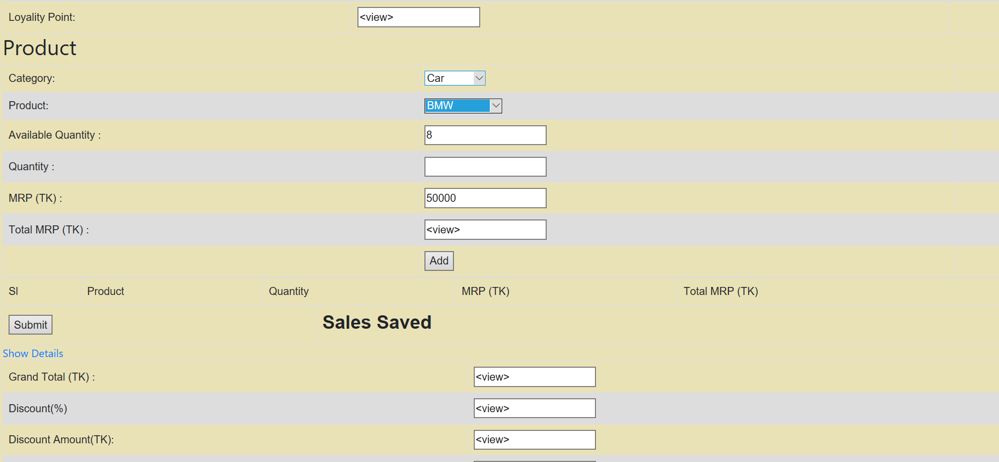 Loyality Point: <view>
Product
Category: Car
Product: BMW
Available Quantity : 8
Quantity :
MRP (TK) : 50000
Total MRP (TK) : <view>
Add
Sl Product Quantity MRP (TK) Total MRP (TK)
Submit Sales Saved
Show Details
Grand Total (TK) : <view>
Discount(%) <view>
Discount Amount(TK): <view>